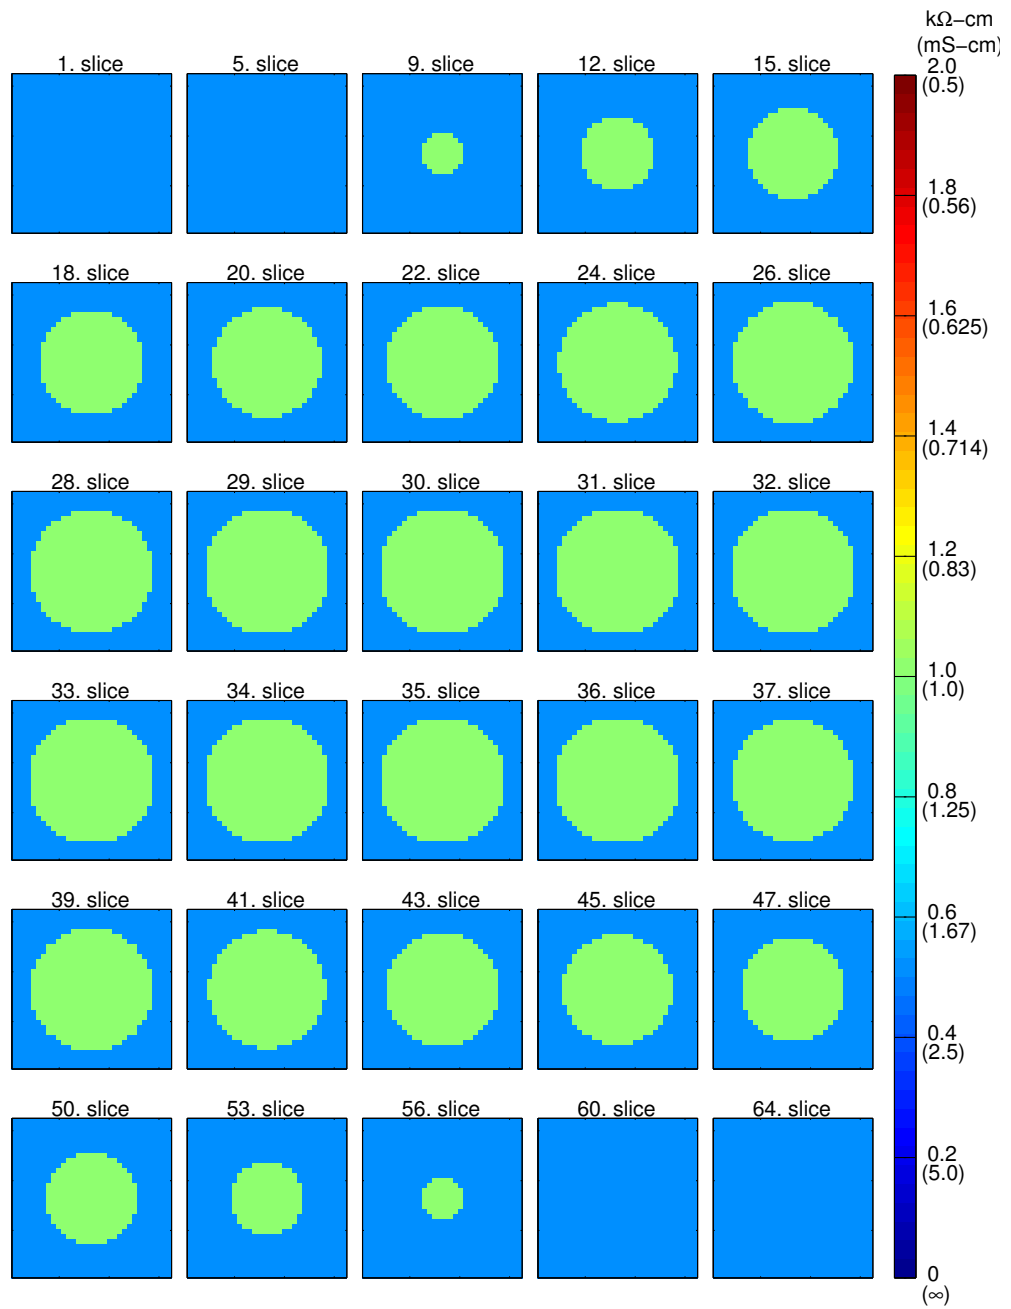 kΩ−cm
(mS−cm)
1. slice
5. slice
9. slice
12. slice
15. slice
2.0
(0.5)
1.8
(0.56)
18. slice
20. slice
22. slice
24. slice
26. slice
1.6
(0.625)
1.4
(0.714)
28. slice
29. slice
30. slice
31. slice
32. slice
1.2
(0.83)
33. slice
34. slice
35. slice
36. slice
37. slice
1.0
(1.0)
0.8
(1.25)
39. slice
41. slice
43. slice
45. slice
47. slice
0.6
(1.67)
0.4
(2.5)
50. slice
53. slice
56. slice
60. slice
64. slice
0.2
(5.0)
0
(∞)